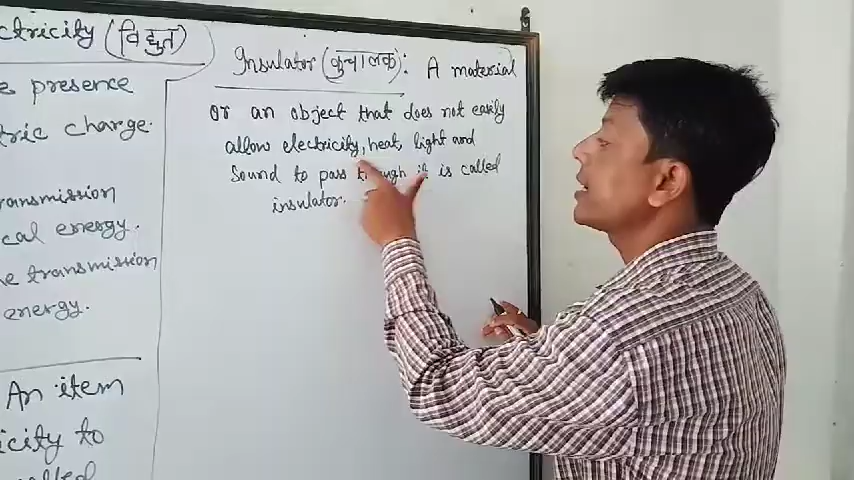 ctricity (विद्युत)
e presence
tric charge.
ransmission
cal energy.
e transmission
energy.
An item
icity to
called
Insulator (कुचालक): A material
or an object that does not easily
allow electricity, heat, light and
Sound to pass through it is called
insulator.